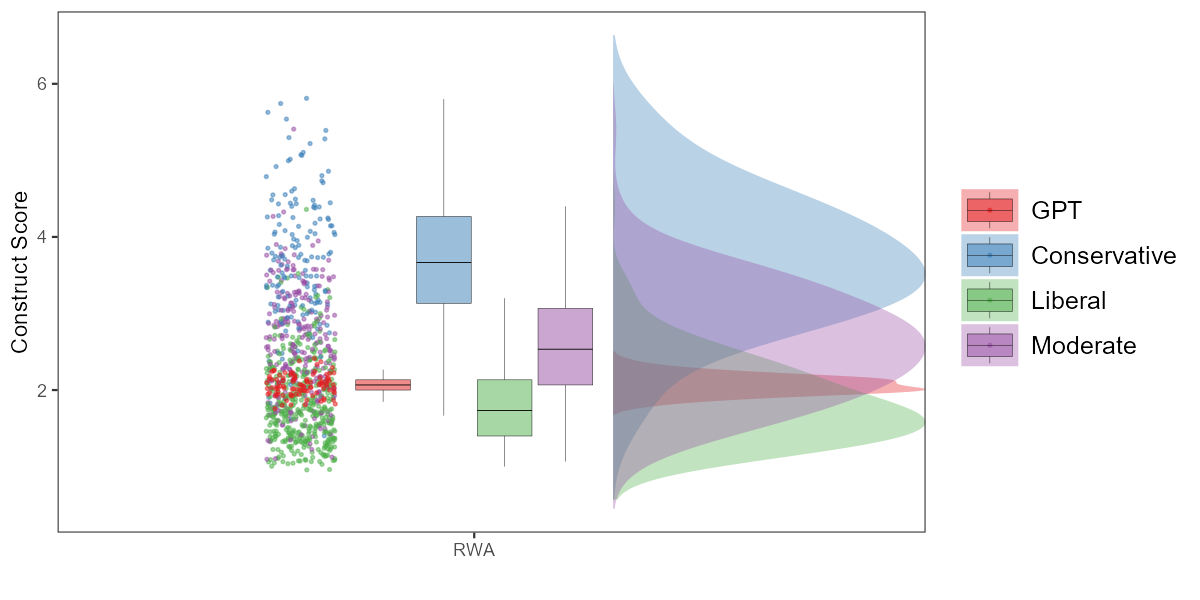 Construct Score
6
4
2
RWA
GPT
Conservative
Liberal
Moderate